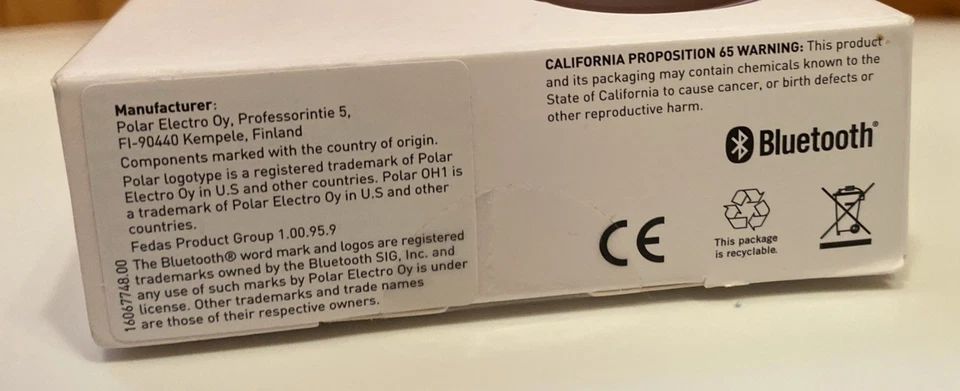 Manufacturer:
Polar Electro Oy, Professorintie 5,
FI-90440 Kempele, Finland
Components marked with the country of origin.
Polar logotype is a registered trademark of Polar
Electro Oy in U.S and other countries. Polar OH1 is
a trademark of Polar Electro Oy in U.S and other
countries.
Fedas Product Group 1.00.95.9
The Bluetooth® word mark and logos are registered
trademarks owned by the Bluetooth SIG, Inc. and
any use of such marks by Polar Electro Oy is under
license. Other trademarks and trade names
are those of their respective owners.
16067748.00
CALIFORNIA PROPOSITION 65 WARNING: This product
and its packaging may contain chemicals known to the
State of California to cause cancer, or birth defects or
other reproductive harm.
Bluetooth®
CE
This package
is recyclable.